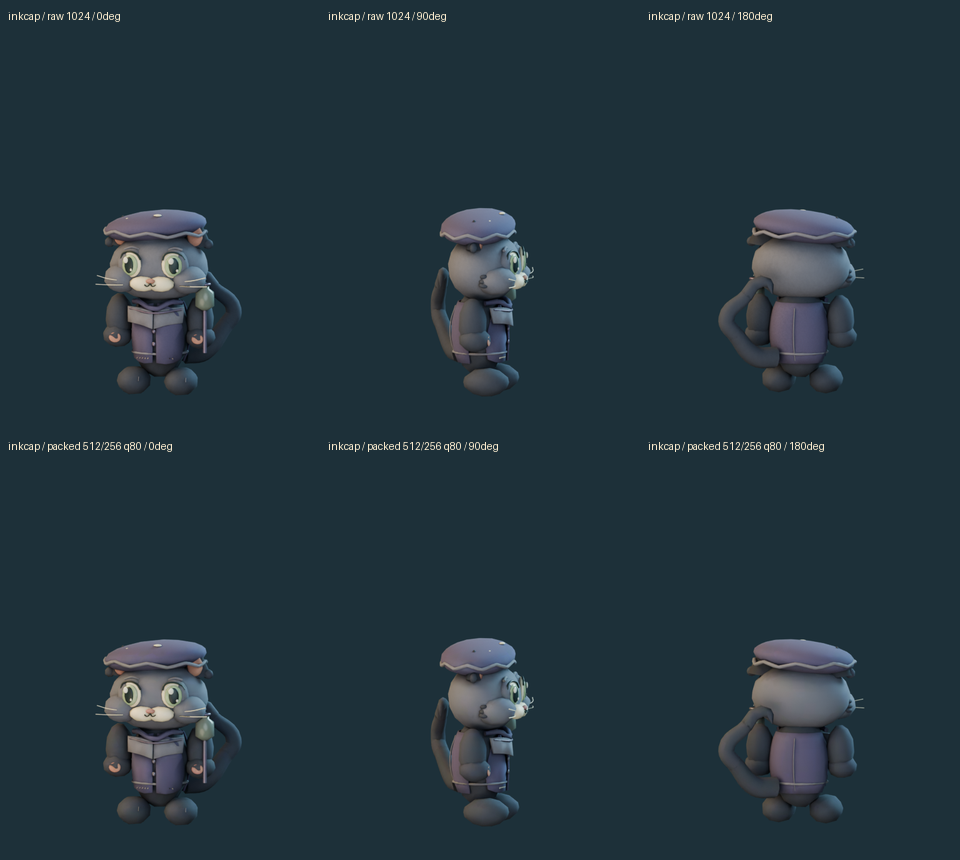 inkcap / raw 1024 / 0deg
inkcap / raw 1024 / 90deg
inkcap / raw 1024 / 180deg
inkcap / packed 512/256 q80 / 0deg
inkcap / packed 512/256 q80 / 90deg
inkcap / packed 512/256 q80 / 180deg